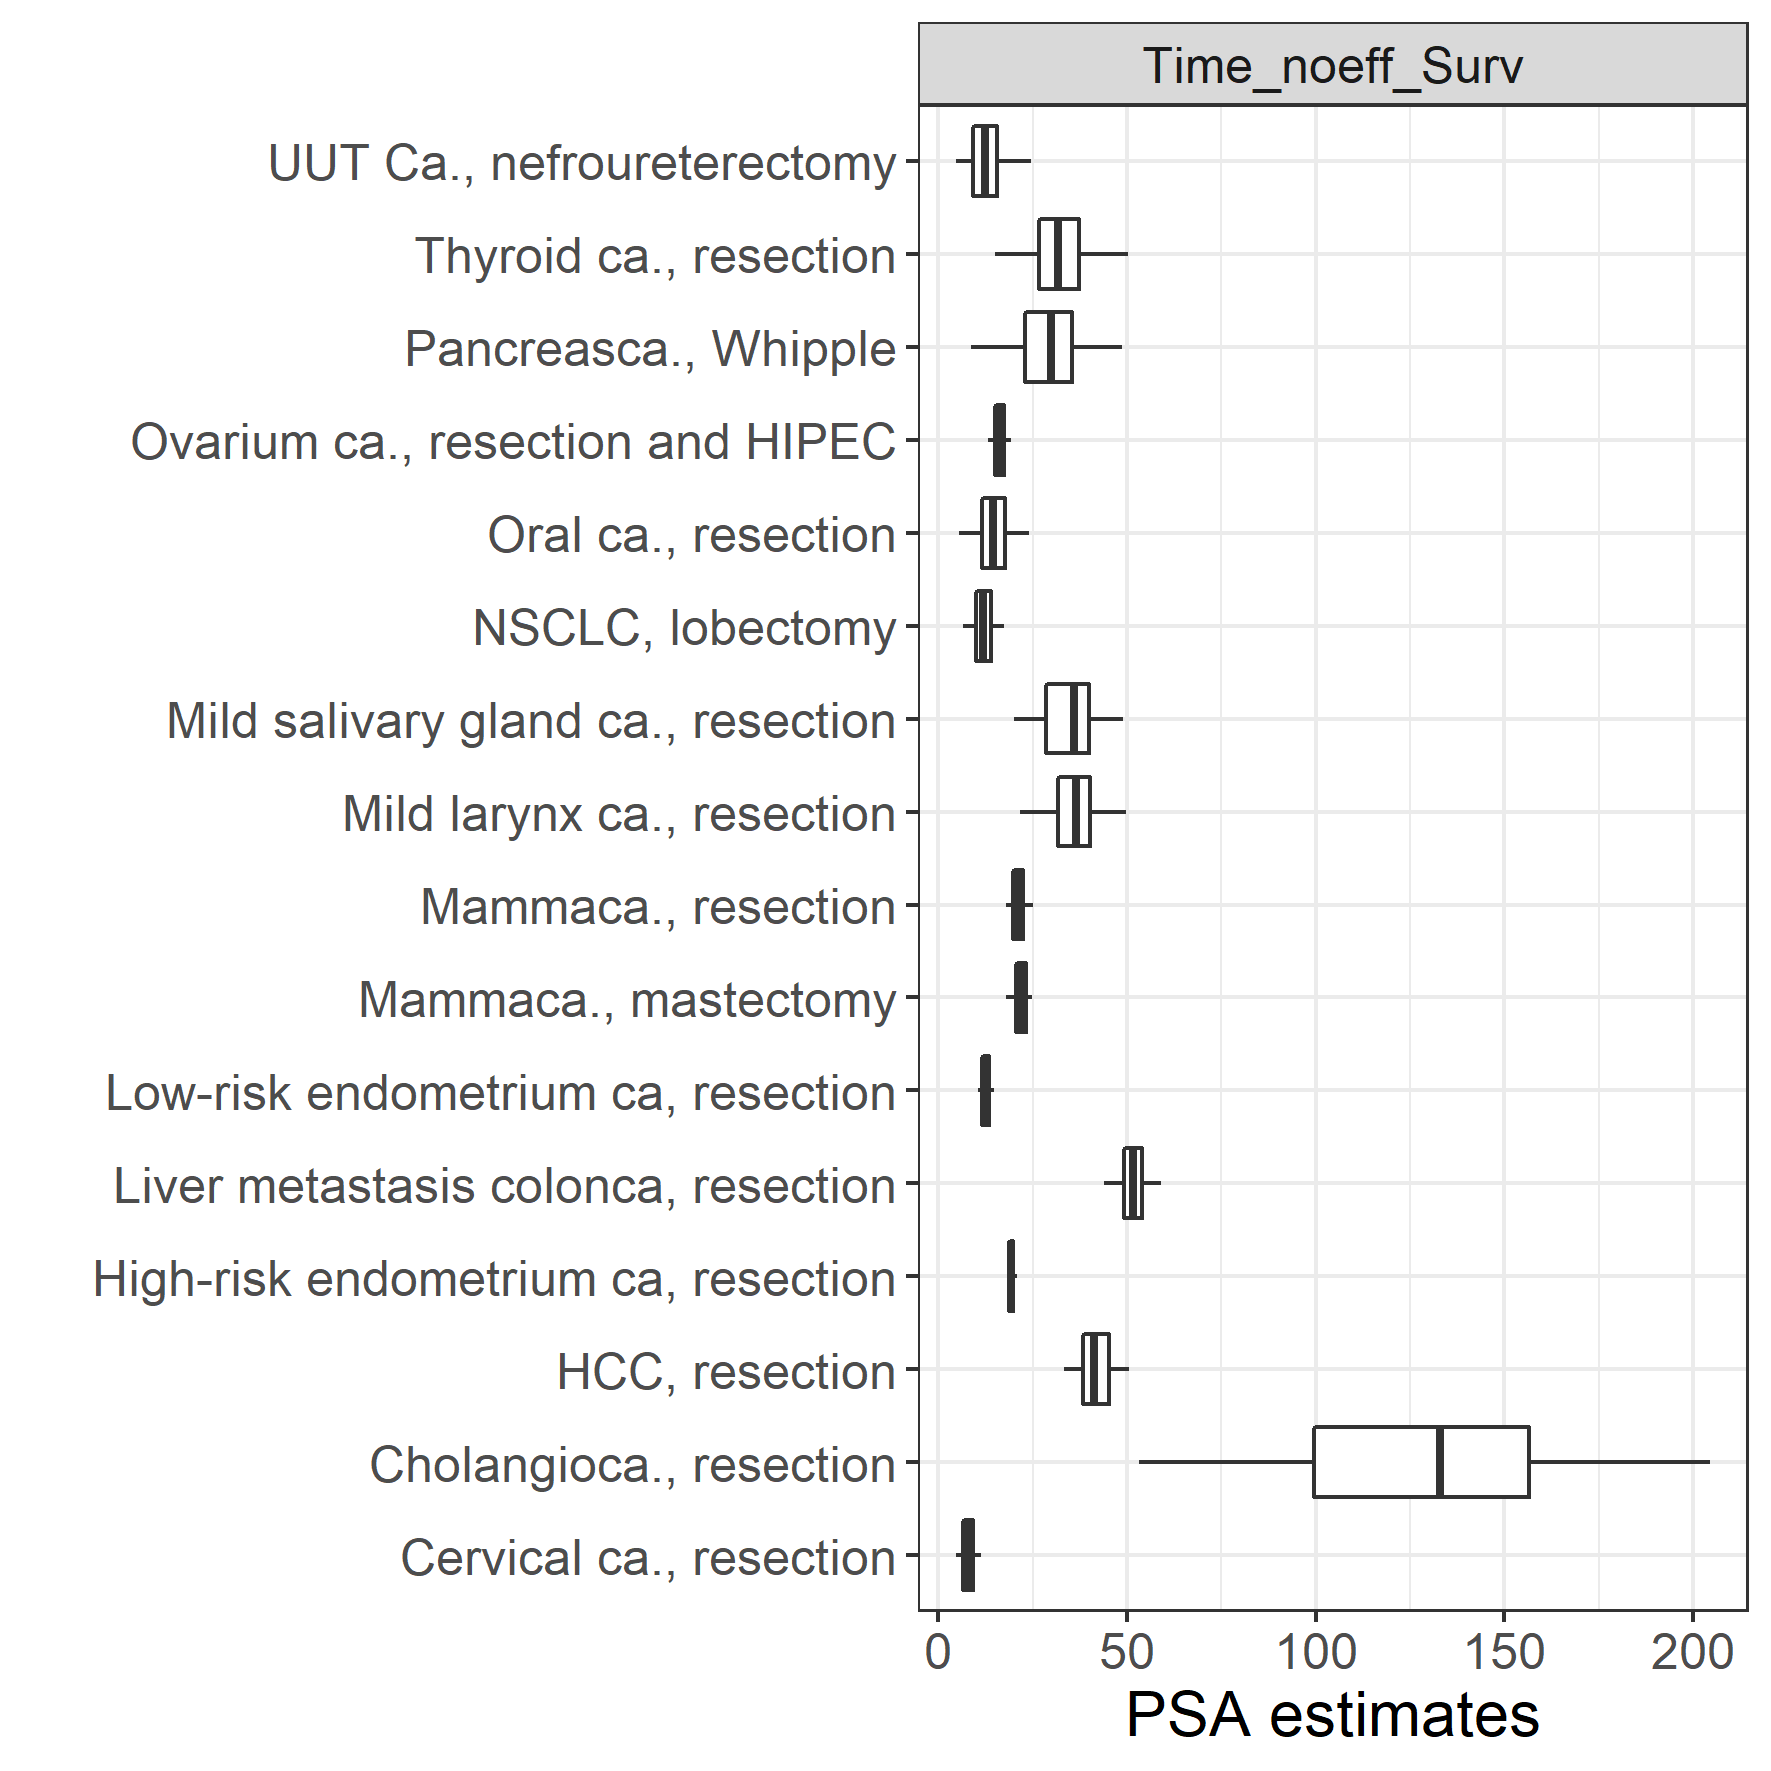 Time_noeff_Surv
UUT Ca., nefroureterectomy
Thyroid ca., resection
Pancreasca., Whipple
Ovarium ca., resection and HIPEC
Oral ca., resection
NSCLC, lobectomy
Mild salivary gland ca., resection
Mild larynx ca., resection
Mammaca., resection
Mammaca., mastectomy
Low-risk endometrium ca, resection
Liver metastasis colonca, resection
High-risk endometrium ca, resection
HCC, resection
Cholangioca., resection
Cervical ca., resection
0 50 100 150 200
PSA estimates